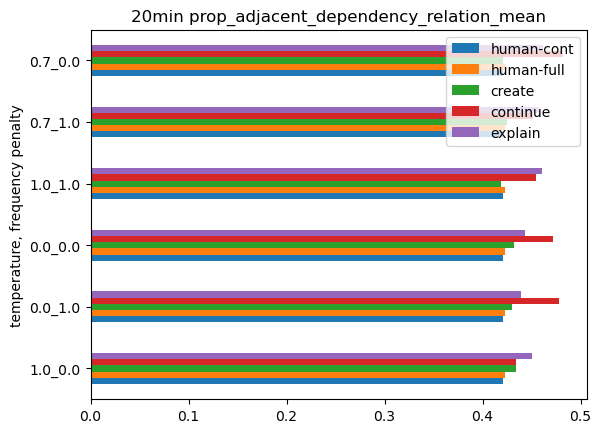 20min prop_adjacent_dependency_relation_mean
human-cont
human-full
create
continue
explain
temperature, frequency penalty
0.7_0.0
0.7_1.0
1.0_1.0
0.0_0.0
0.0_1.0
1.0_0.0
0.0
0.1
0.2
0.3
0.4
0.5